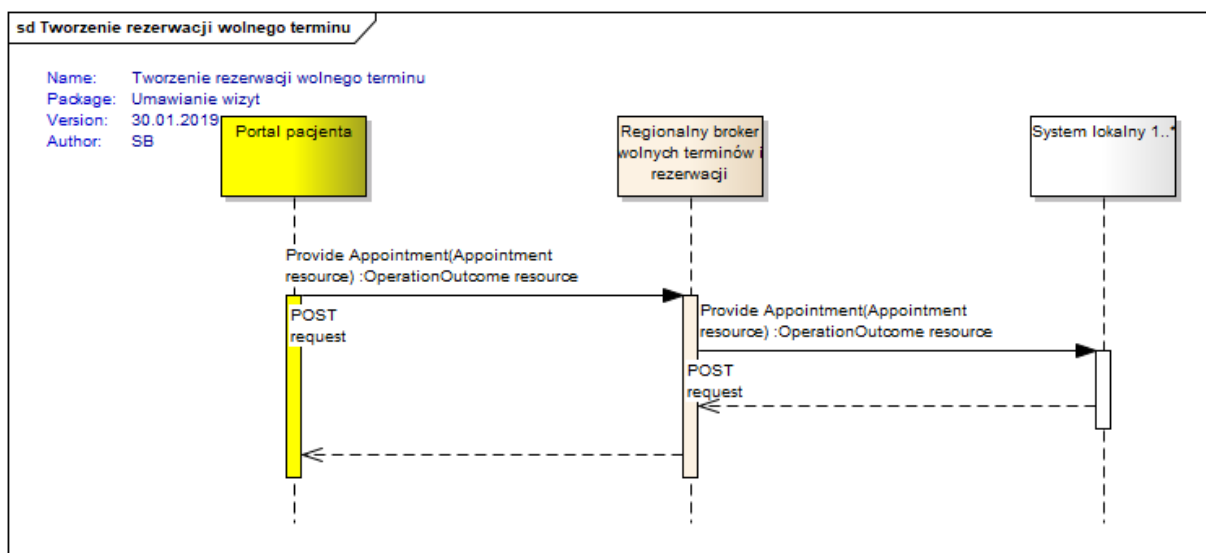 sd Tworzenie rezerwacji wolnego terminu
Name: Tworzenie rezerwacji wolnego terminu
Package: Umawianie wizyt
Version: 30.01.2019
Author: SB
Portal pacjenta
Regionalny broker
wolnych terminów i
rezerwacji
System lokalny 1..*
Provide Appointment(Appointment
resource) :OperationOutcome resource
POST
request
Provide Appointment(Appointment
resource) :OperationOutcome resource
POST
request